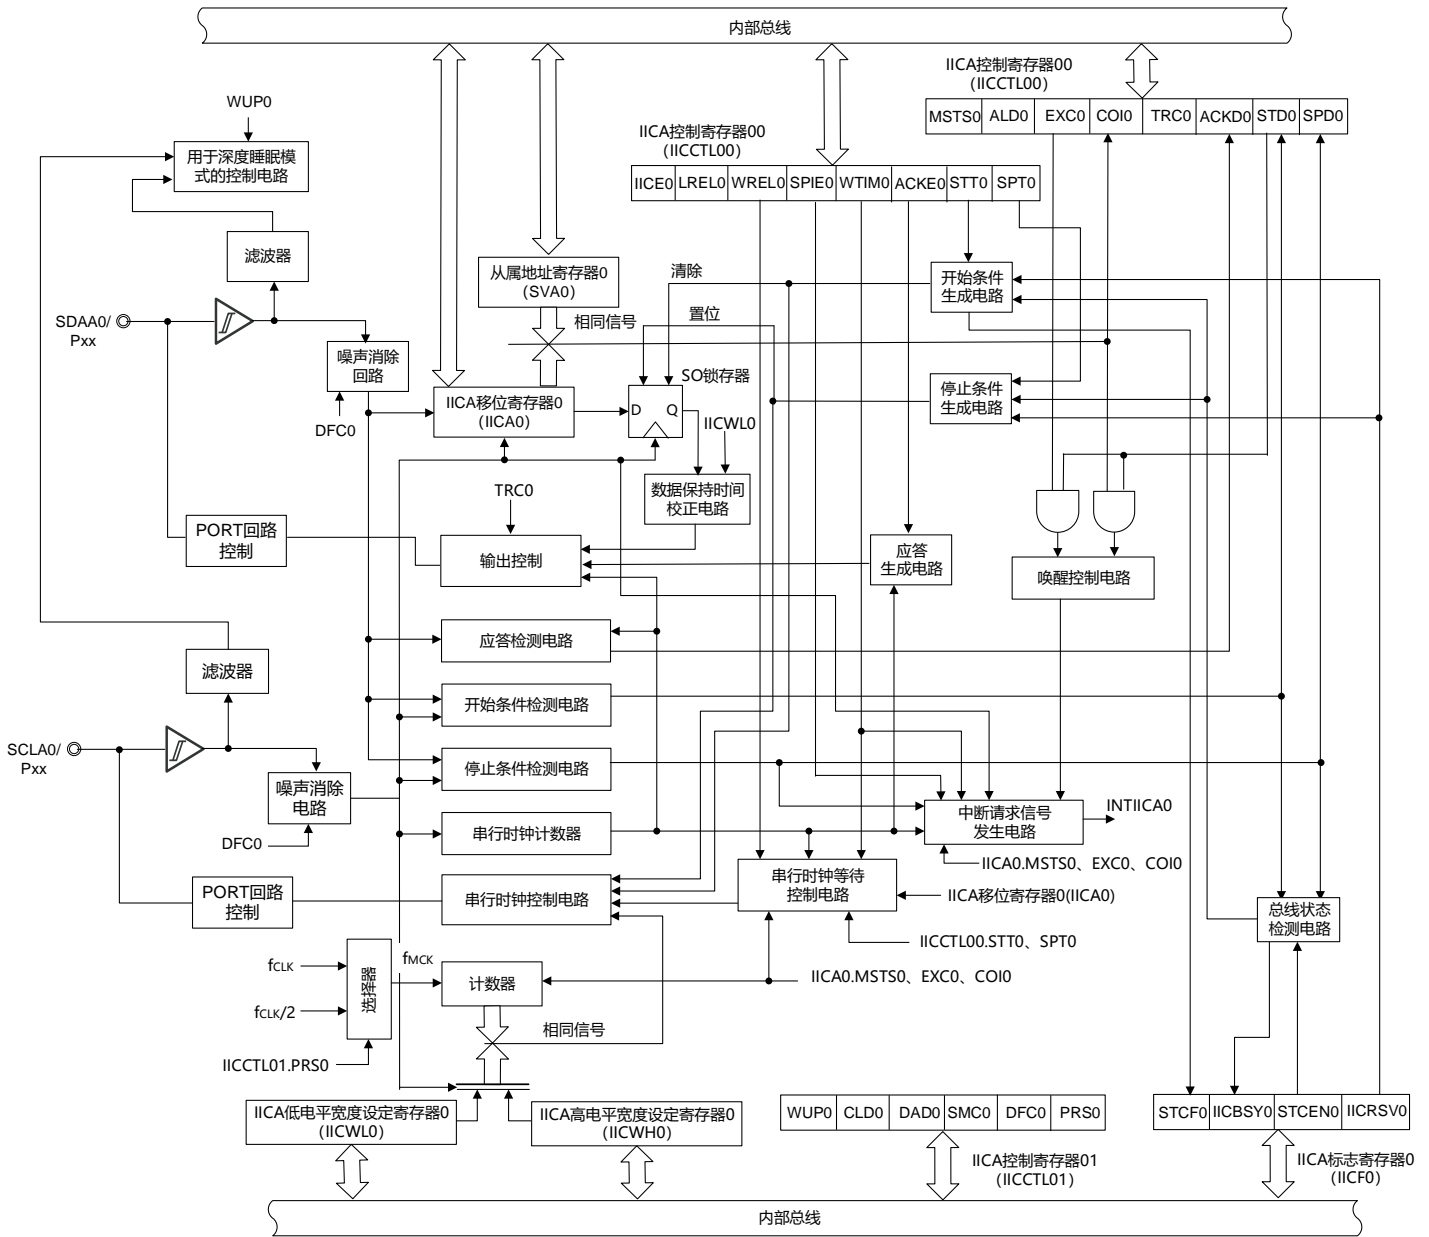 内部总线
IICA控制寄存器00
(IICCTL00)
MSTS0 ALD0 EXC0 COI0 TRC0 ACKD0 STD0 SPD0
WUP0
用于深度睡眠模
式的控制电路
IICA控制寄存器00
(IICCTL00)
IICE0 LREL0 WREL0 SPIE0 WTIM0 ACKE0 STT0 SPT0
滤波器
从属地址寄存器0
(SVA0)
清除
开始条件
生成电路
SDAA0/
Pxx
相同信号
置位
噪声消除
回路
DFC0
IICA移位寄存器0
(IICA0)
SO锁存器
D Q
IICWL0
停止条件
生成电路
TRC0
数据保持时间
校正电路
PORT回路
控制
输出控制
应答
生成电路
唤醒控制电路
应答检测电路
滤波器
开始条件检测电路
SCLA0/
Pxx
停止条件检测电路
噪声消除
电路
DFC0
串行时钟计数器
中断请求信号
发生电路
INTIICA0
IICA0.MSTS0、EXC0、COI0
PORT回路
控制
串行时钟控制电路
串行时钟等待
控制电路
IICA移位寄存器0(IICA0)
总线状态
检测电路
IICCTL00.STT0、SPT0
fCLK
fCLK/2
选择器
fMCK
计数器
IICA0.MSTS0、EXC0、COI0
相同信号
IICCTL01.PRS0
IICA低电平宽度设定寄存器0
(IICWL0)
IICA高电平宽度设定寄存器0
(IICWH0)
WUP0 CLD0 DAD0 SMC0 DFC0 PRS0
STCF0 IICBSY0 STCEN0 IICRSV0
IICA控制寄存器01
(IICCTL01)
IICA标志寄存器0
(IICF0)
内部总线